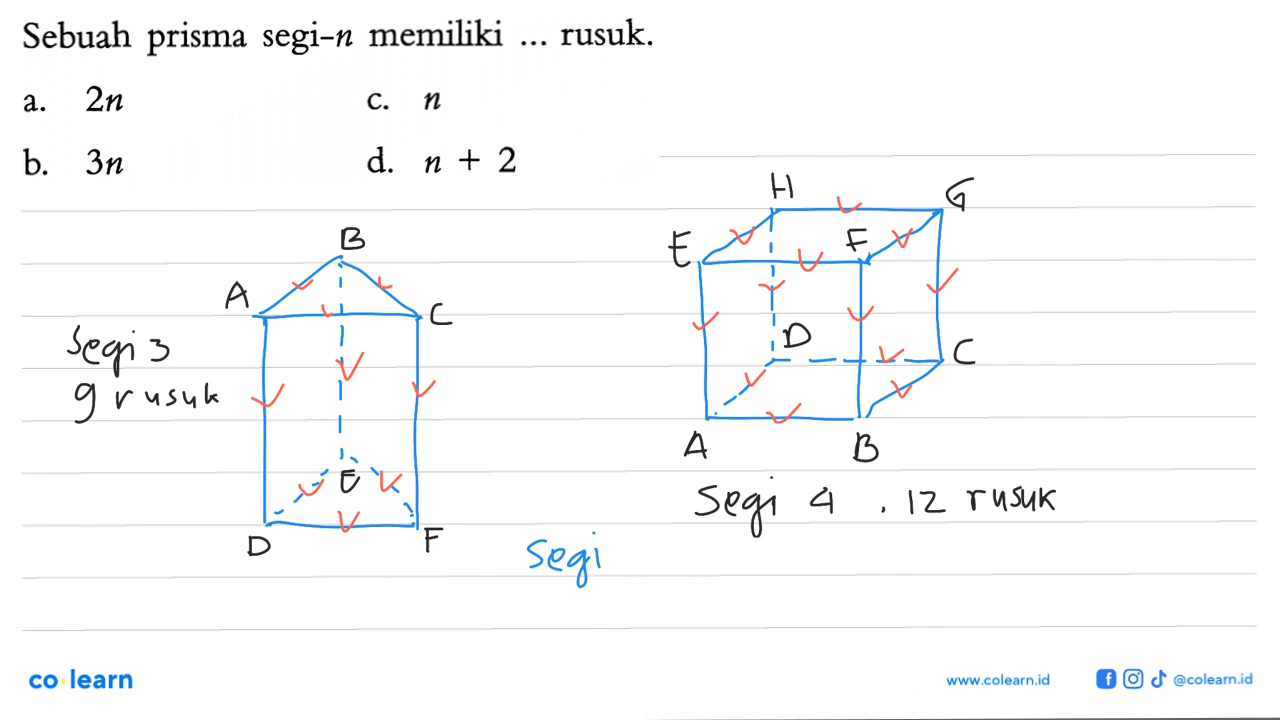 Sebuah prisma segi-n memiliki ... rusuk.
a. 2n c. n
b. 3n d. n + 2
H G
E F
B
A C
D C
Segi 3
9 rusuk
A B
E
Segi 4 . 12 rusuk
D F
Segi
co learn www.colearn.id @colearn.id